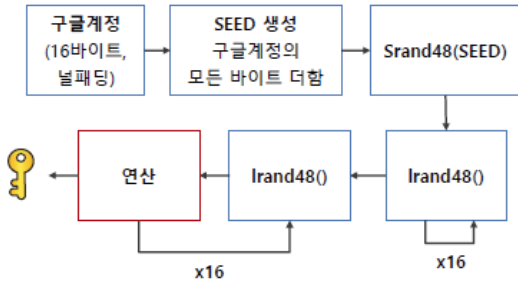 구글계정
(16바이트,
널패딩)
SEED 생성
구글계정의
모든 바이트 더함
Srand48(SEED)
연산
lrand48()
lrand48()
x16
x16